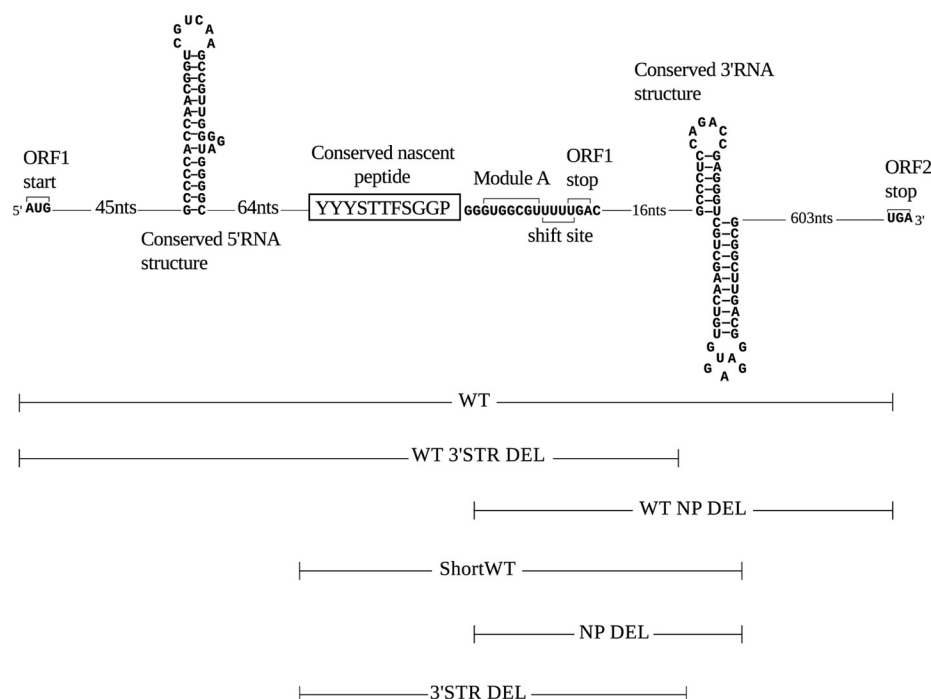 U C
G A
C A
U–G
G–C
G–C
C–G
A–U
A–U
C–G
C–G G G
A U A
C–G
C–G
C–G
C–G
G–C
Conserved 3'RNA
structure
G A
A C
C C
C–G
U–A
C–G
C–G
C–G
G–U
ORF1
start
Conserved nascent
peptide
Module A
ORF1
stop
ORF2
stop
5' AUG 45nts 64nts YYYSTTFSGGP GGGUGGCGUUUUUGAC 16nts 603nts UGA 3'
Conserved 5'RNA
structure
shift site
C–G
G–C
U–G
C–G
G–C
A–U
A–U
C–G
U–A
G–C
U–G
G G
U A
G G
A
WT
WT 3'STR DEL
WT NP DEL
ShortWT
NP DEL
3'STR DEL